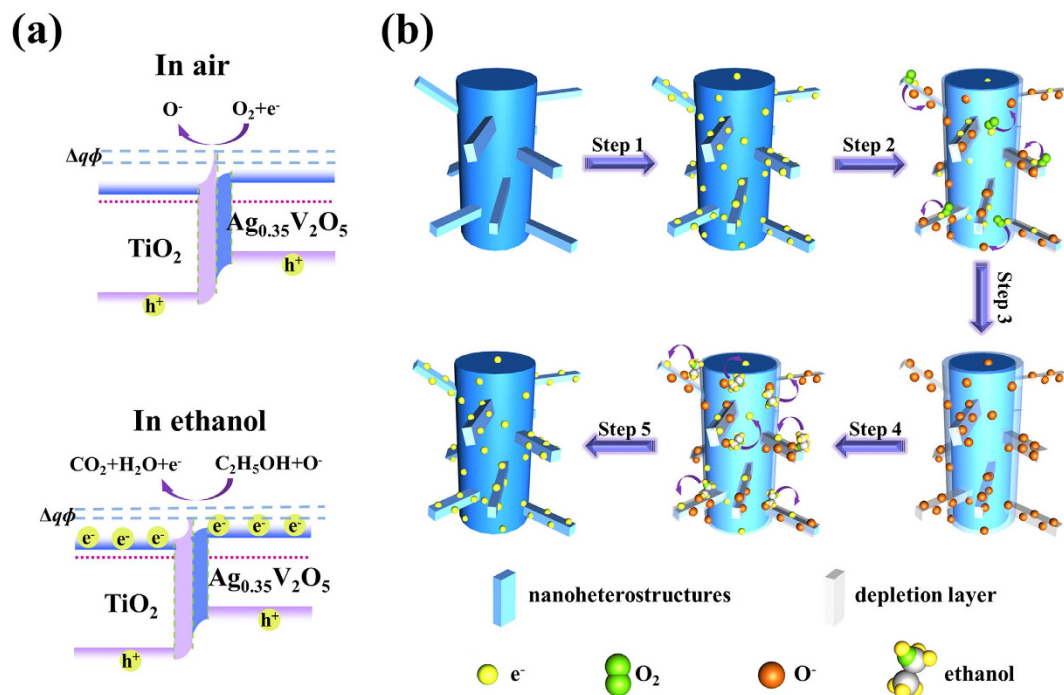 (a)
In air
O⁻ O₂+e⁻
Δqϕ
TiO₂
Ag₀.₃₅V₂O₅
h⁺
h⁺
In ethanol
CO₂+H₂O+e⁻ C₂H₅OH+O⁻
Δqϕ
e⁻ e⁻ e⁻ e⁻ e⁻ e⁻
TiO₂
Ag₀.₃₅V₂O₅
h⁺
h⁺
(b)
Step 1
Step 2
Step 3
Step 4
Step 5
nanoheterostructures
depletion layer
e⁻
O₂
O⁻
ethanol